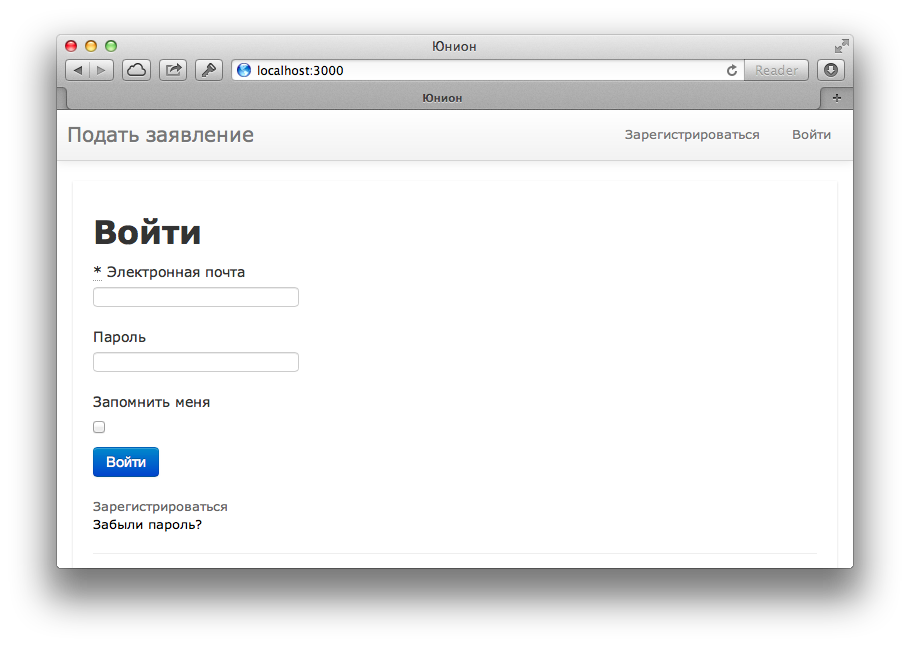 Юнион
localhost:3000
Reader
Юнион
+
Подать заявление
Зарегистрироваться
Войти
Войти
* Электронная почта
Пароль
Запомнить меня
Войти
Зарегистрироваться
Забыли пароль?